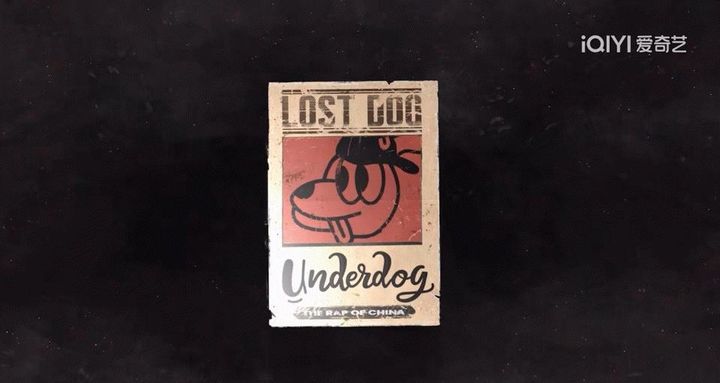 iQIYI 爱奇艺
LOST DOG
Underdog
THE RAP OF CHINA